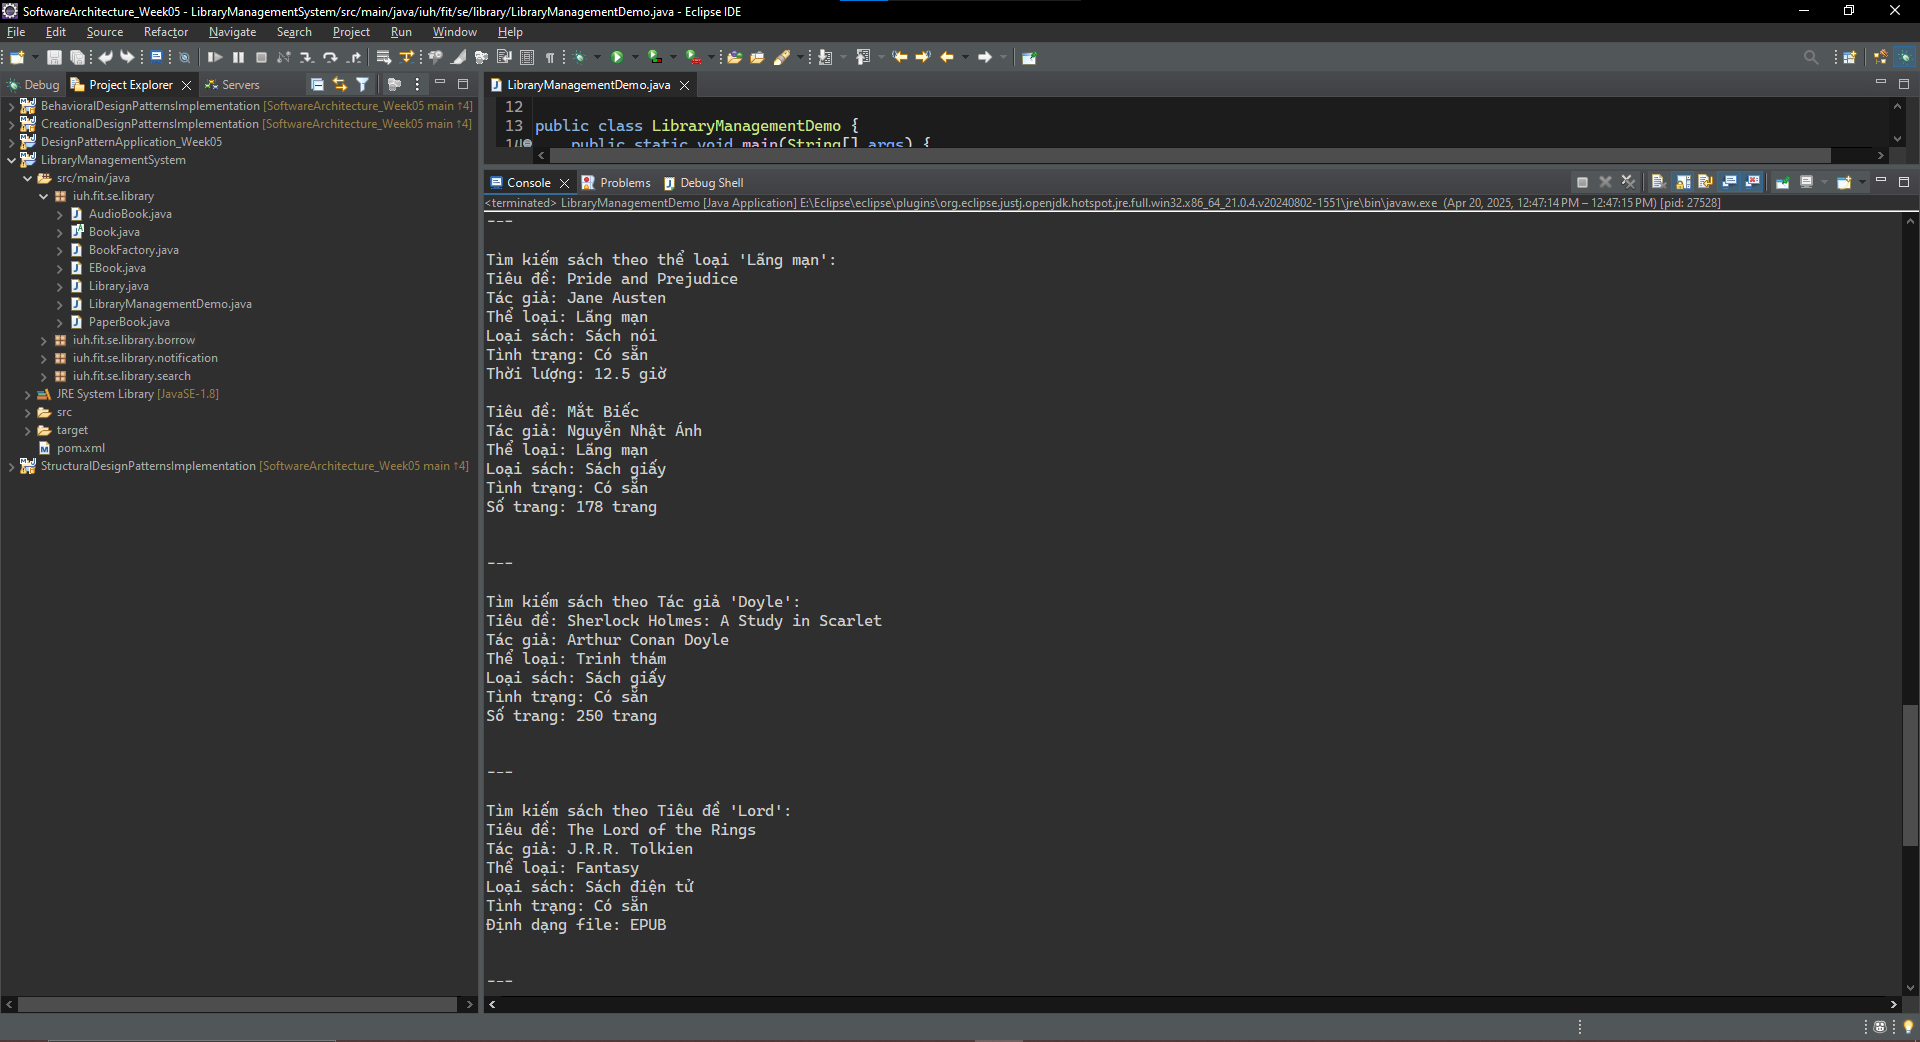 SoftwareArchitecture_Week05 - LibraryManagementSystem/src/main/java/iuh/fit/se/library/LibraryManagementDemo.java - Eclipse IDE
File Edit Source Refactor Navigate Search Project Run Window Help
Debug Project Explorer Servers
BehavioralDesignPatternsImplementation [SoftwareArchitecture_Week05 main ↑4]
CreationalDesignPatternsImplementation [SoftwareArchitecture_Week05 main ↑4]
DesignPatternApplication_Week05
LibraryManagementSystem
src/main/java
iuh.fit.se.library
AudioBook.java
Book.java
BookFactory.java
EBook.java
Library.java
LibraryManagementDemo.java
PaperBook.java
iuh.fit.se.library.borrow
iuh.fit.se.library.notification
iuh.fit.se.library.search
JRE System Library [JavaSE-1.8]
src
target
pom.xml
StructuralDesignPatternsImplementation [SoftwareArchitecture_Week05 main ↑4]
LibraryManagementDemo.java
12
13 public class LibraryManagementDemo {
14 public static void main(String[] args) {
Console Problems Debug Shell
<terminated> LibraryManagementDemo [Java Application] E:\Eclipse\eclipse\plugins\org.eclipse.justj.openjdk.hotspot.jre.full.win32.x86_64_21.0.4.v20240802-1551\jre\bin\javaw.exe (Apr 20, 2025, 12:47:14 PM – 12:47:15 PM) [pid: 27528]
---
Tìm kiếm sách theo thể loại 'Lãng mạn':
Tiêu đề: Pride and Prejudice
Tác giả: Jane Austen
Thể loại: Lãng mạn
Loại sách: Sách nói
Tình trạng: Có sẵn
Thời lượng: 12.5 giờ
Tiêu đề: Mắt Biếc
Tác giả: Nguyễn Nhật Ánh
Thể loại: Lãng mạn
Loại sách: Sách giấy
Tình trạng: Có sẵn
Số trang: 178 trang
---
Tìm kiếm sách theo Tác giả 'Doyle':
Tiêu đề: Sherlock Holmes: A Study in Scarlet
Tác giả: Arthur Conan Doyle
Thể loại: Trinh thám
Loại sách: Sách giấy
Tình trạng: Có sẵn
Số trang: 250 trang
---
Tìm kiếm sách theo Tiêu đề 'Lord':
Tiêu đề: The Lord of the Rings
Tác giả: J.R.R. Tolkien
Thể loại: Fantasy
Loại sách: Sách điện tử
Tình trạng: Có sẵn
Định dạng file: EPUB
---